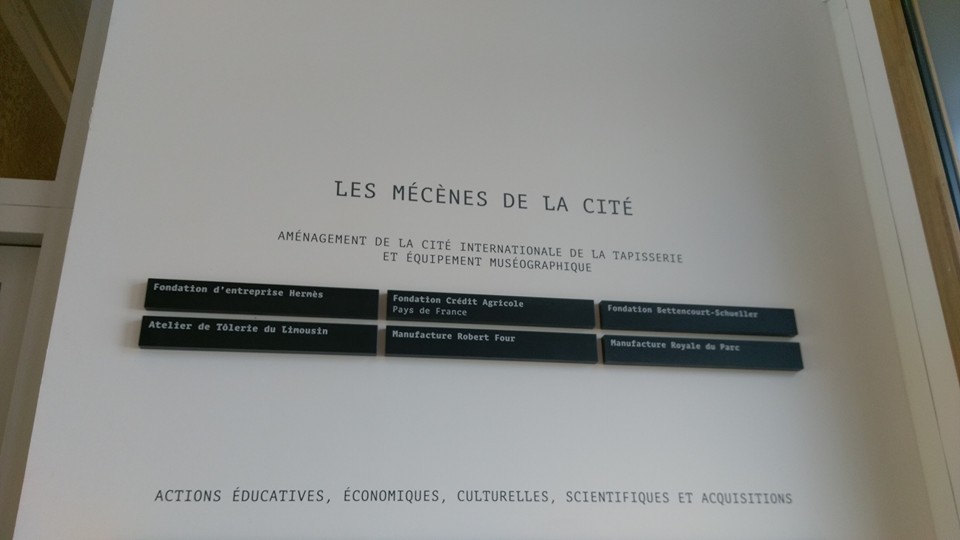 LES MÉCÈNES DE LA CITÉ
AMÉNAGEMENT DE LA CITÉ INTERNATIONALE DE LA TAPISSERIE
ET ÉQUIPEMENT MUSÉOGRAPHIQUE
Fondation d'entreprise Hermès
Fondation Crédit Agricole
Pays de France
Fondation Bettencourt-Schueller
Atelier de Tôlerie du Limousin
Manufacture Robert Four
Manufacture Royale du Parc
ACTIONS ÉDUCATIVES, ÉCONOMIQUES, CULTURELLES, SCIENTIFIQUES ET ACQUISITIONS